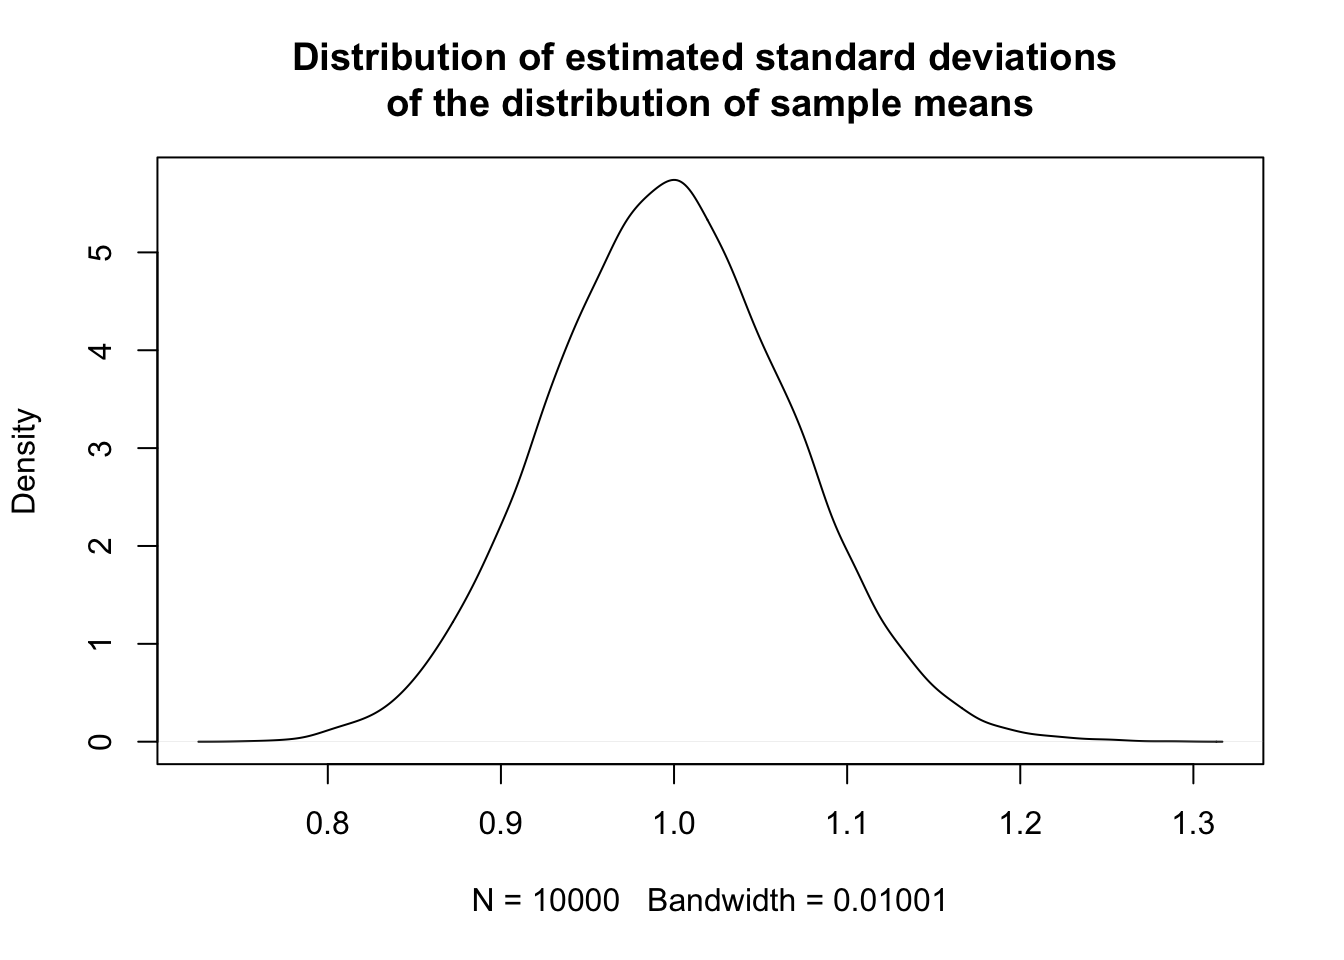 Distribution of estimated standard deviations
of the distribution of sample means
Density
5
4
3
2
1
0
0.8 0.9 1.0 1.1 1.2 1.3
N = 10000 Bandwidth = 0.01001